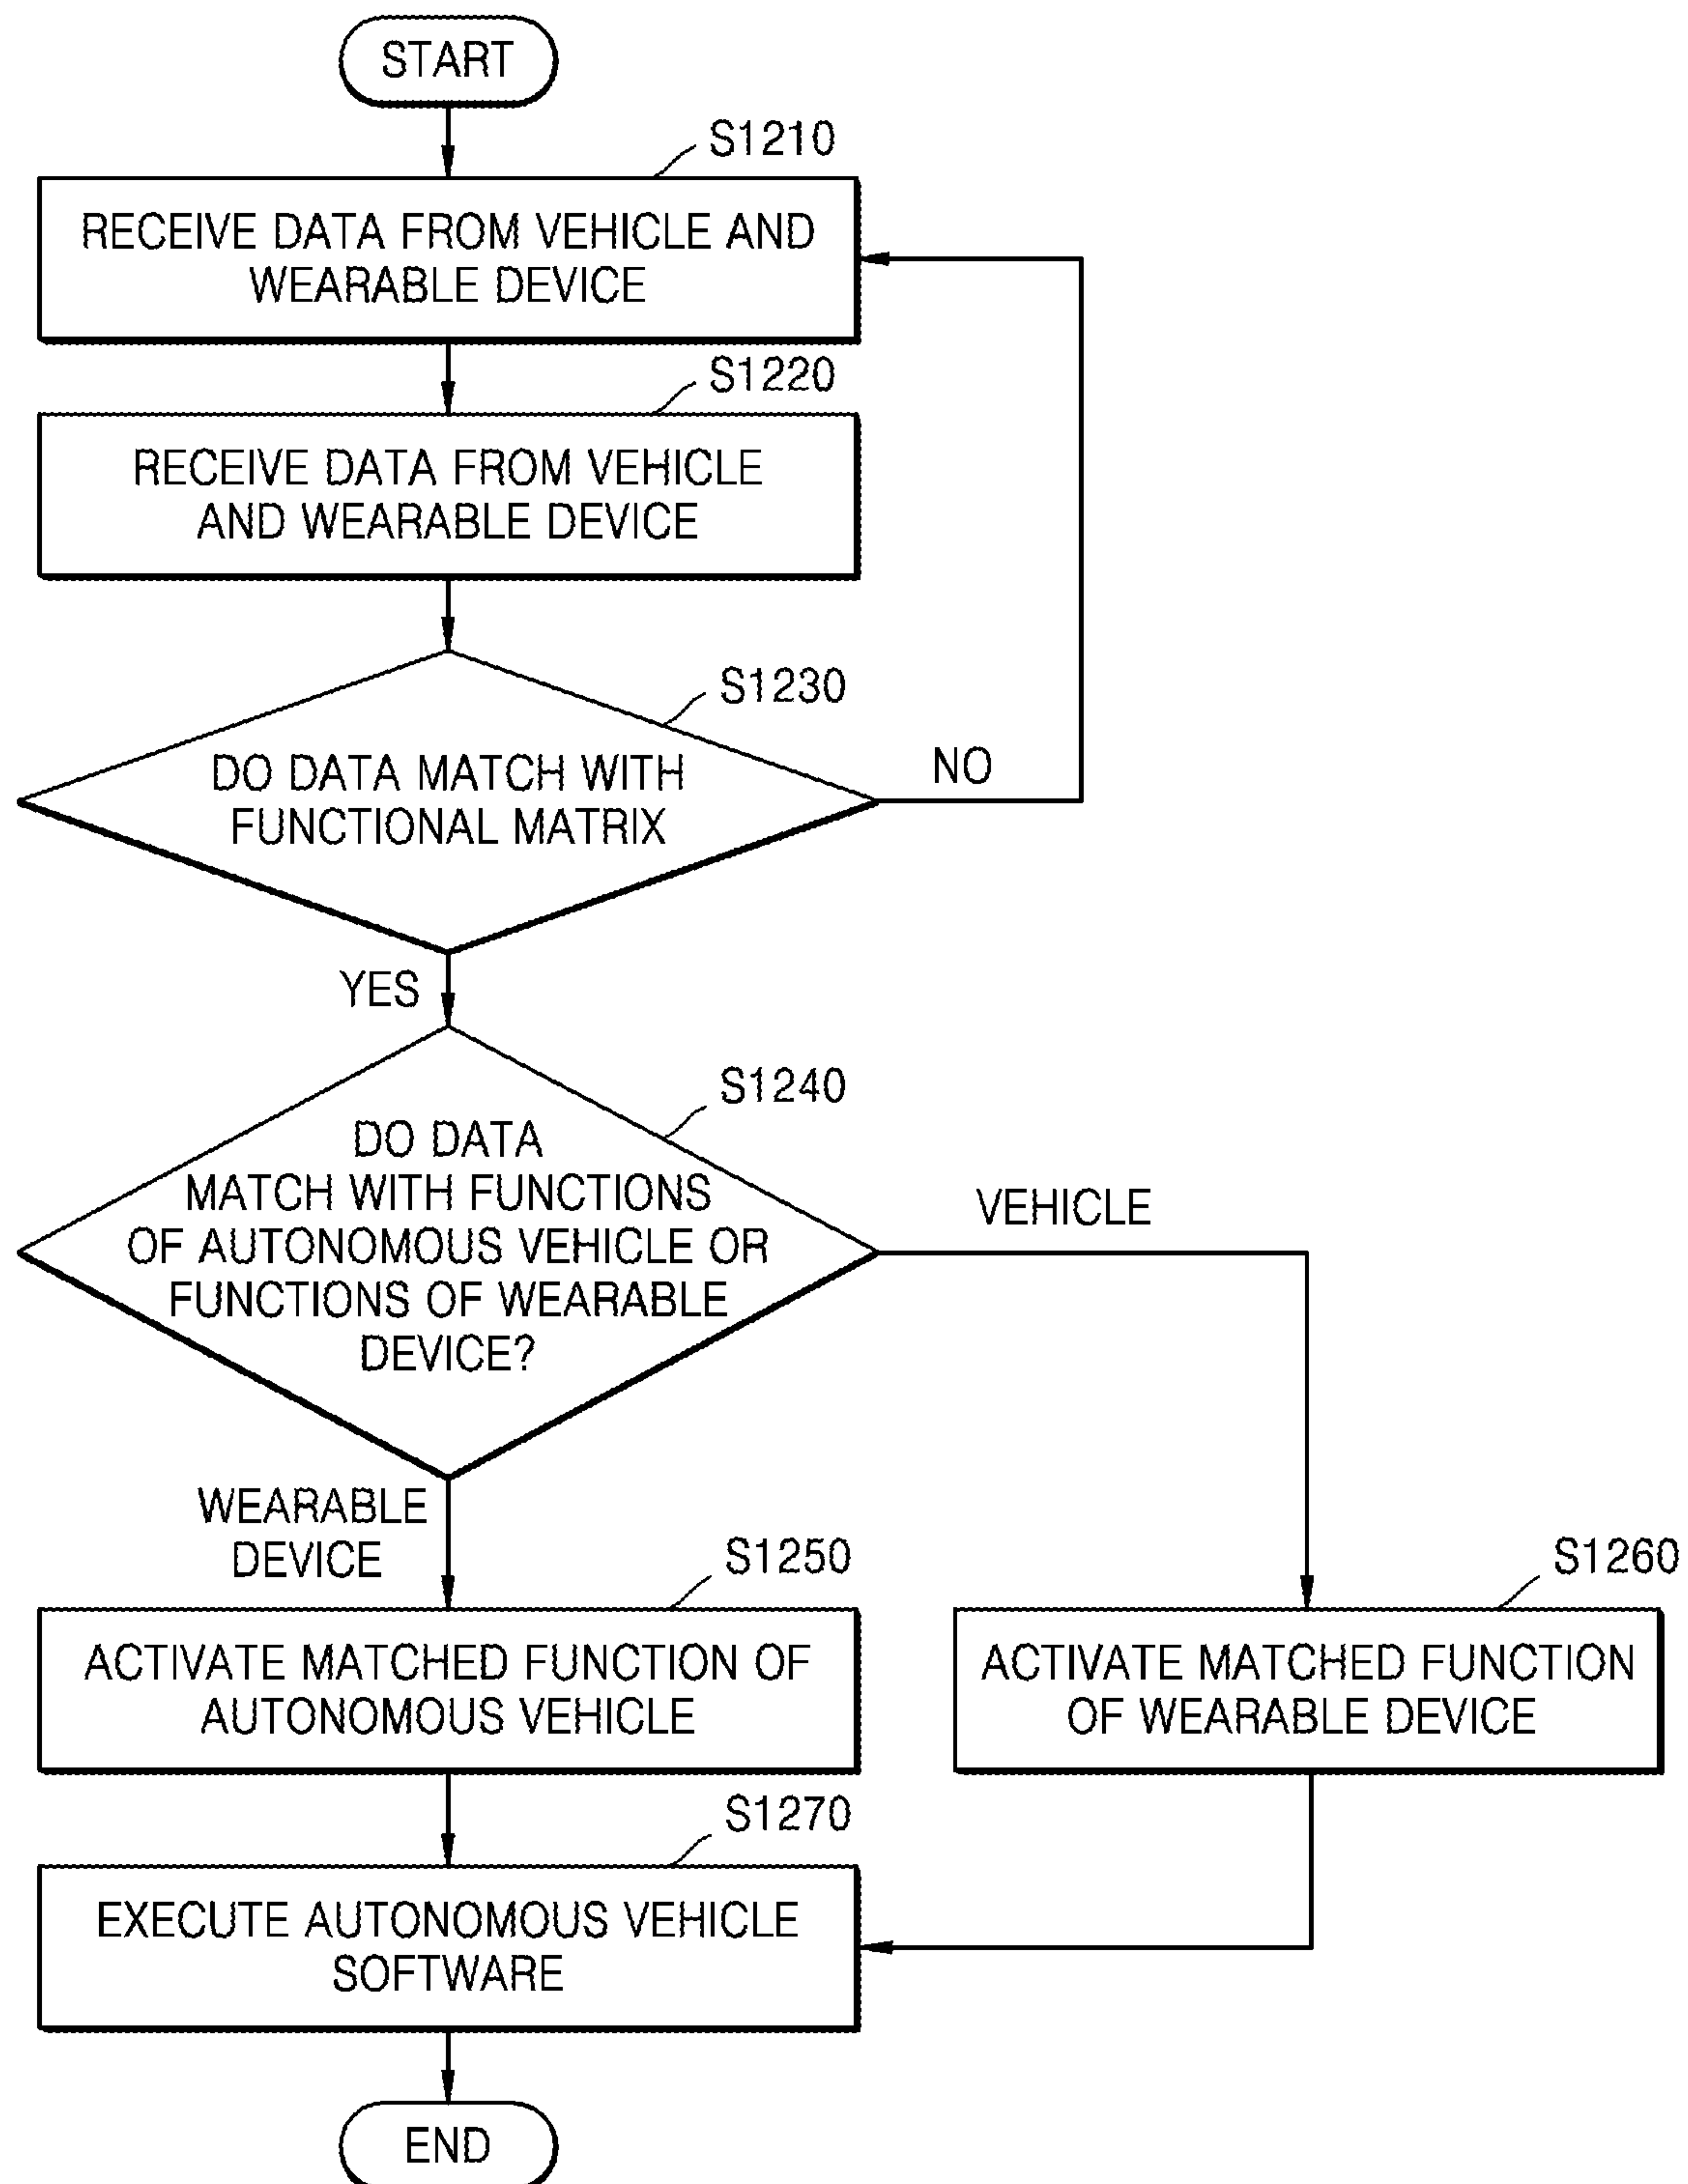 START
S1210
RECEIVE DATA FROM VEHICLE AND
WEARABLE DEVICE
S1220
RECEIVE DATA FROM VEHICLE
AND WEARABLE DEVICE
S1230
DO DATA MATCH WITH
FUNCTIONAL MATRIX
NO
YES
S1240
DO DATA
MATCH WITH FUNCTIONS
OF AUTONOMOUS VEHICLE OR
FUNCTIONS OF WEARABLE
DEVICE?
VEHICLE
WEARABLE
DEVICE
S1250
ACTIVATE MATCHED FUNCTION OF
AUTONOMOUS VEHICLE
S1260
ACTIVATE MATCHED FUNCTION
OF WEARABLE DEVICE
S1270
EXECUTE AUTONOMOUS VEHICLE
SOFTWARE
END